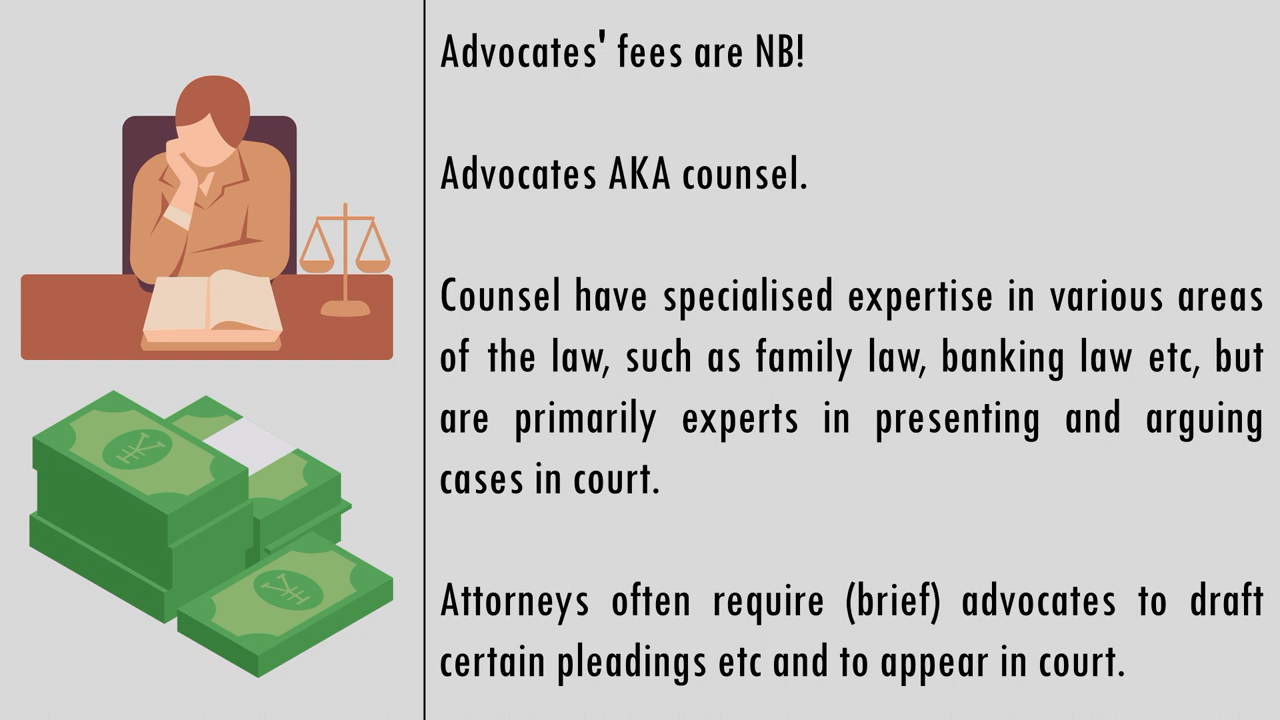 Advocates' fees are NB!
Advocates AKA counsel.
Counsel have specialised expertise in various areas
of the law, such as family law, banking law etc, but
are primarily experts in presenting and arguing
cases in court.
Attorneys often require (brief) advocates to draft
certain pleadings etc and to appear in court.